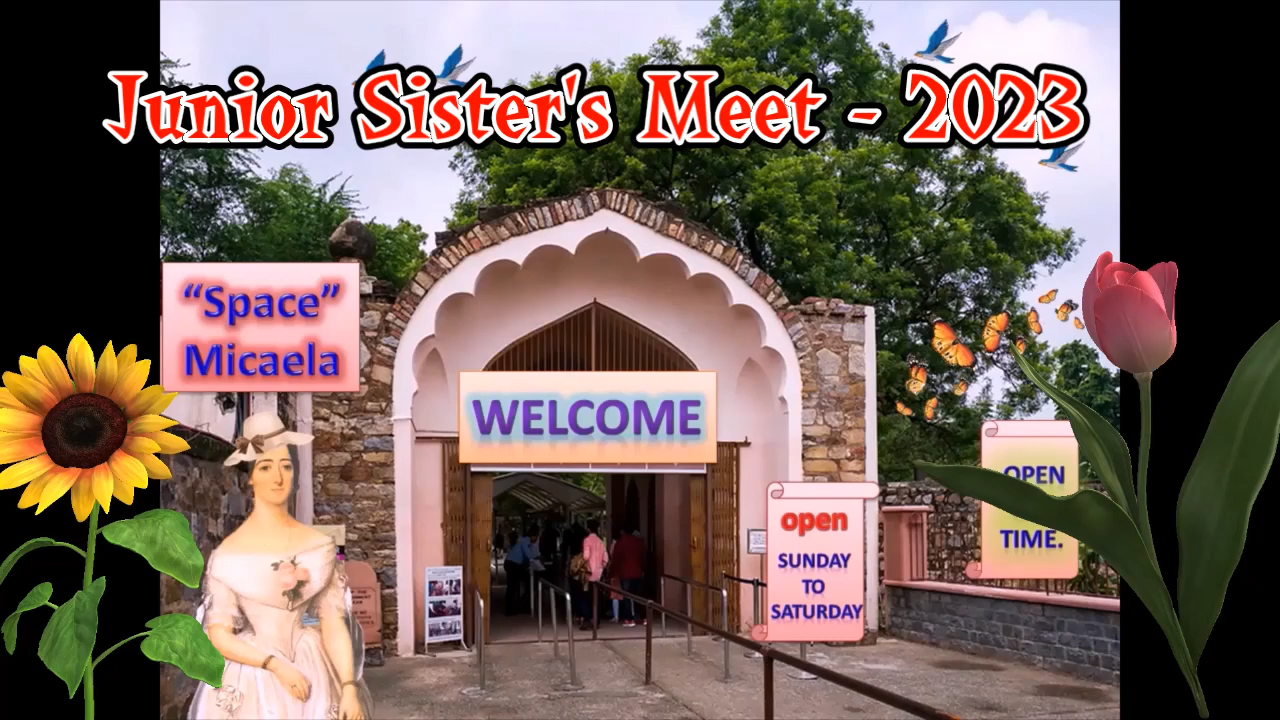 Junior Sister's Meet - 2023
“Space”
Micaela
WELCOME
open
SUNDAY
TO
SATURDAY
OPEN
TIME.